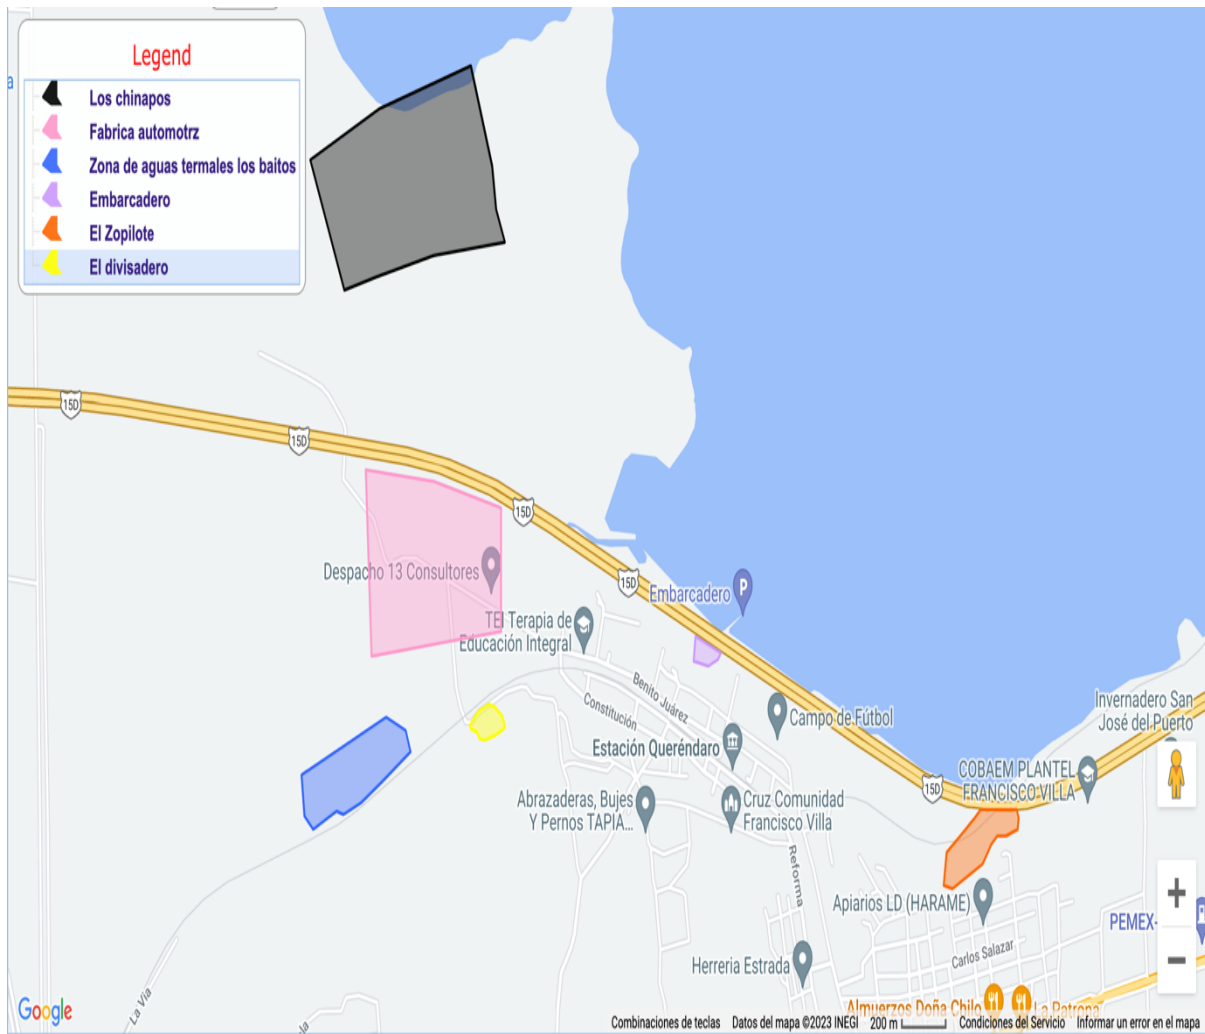 Legend
Los chinapos
Fabrica automotrz
Zona de aguas termales los baitos
Embarcadero
El Zopilote
El divisadero
a
15D
15D
15D
15D
Despacho 13 Consultores
Embarcadero
TEI Terapia de
Educación Integral
Benito Juárez
Constitución
Invernadero San
José del Puerto
Campo de Fútbol
Estación Queréndaro
15D
COBAEM PLANTEL
FRANCISCO VILLA
Abrazaderas, Bujes
Y Pernos TAPIA...
Cruz Comunidad
Francisco Villa
Reforma
Apiarios LD (HARAME)
PEMEX-
Carlos Salazar
Herreria Estrada
La Via
Almuerzos Doña Chilo
La Patrona
Google
la
Combinaciones de teclas
Datos del mapa ©2023 INEGI
200 m
Condiciones del Servicio
Informar un error en el mapa